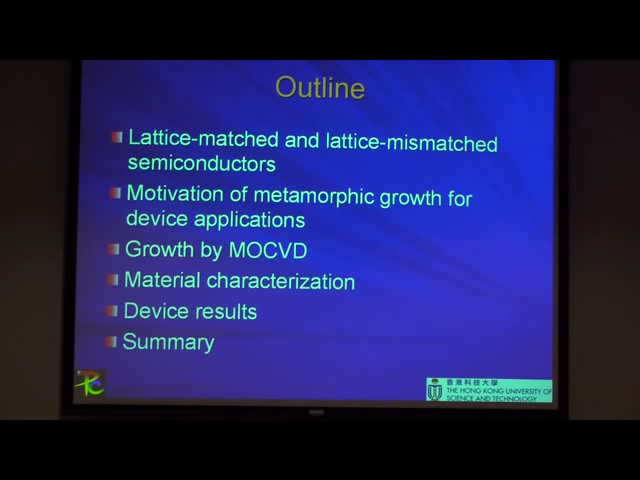 Outline
Lattice-matched and lattice-mismatched
semiconductors
Motivation of metamorphic growth for
device applications
Growth by MOCVD
Material characterization
Device results
Summary
香港科技大學
THE HONG KONG UNIVERSITY OF
SCIENCE AND TECHNOLOGY